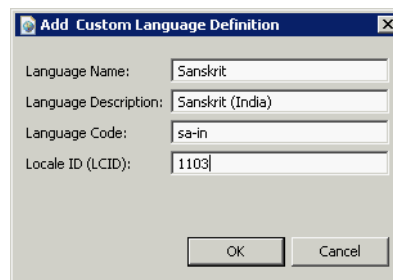 Add Custom Language Definition
Language Name: Sanskrit
Language Description: Sanskrit (India)
Language Code: sa-in
Locale ID (LCID): 1103
OK Cancel